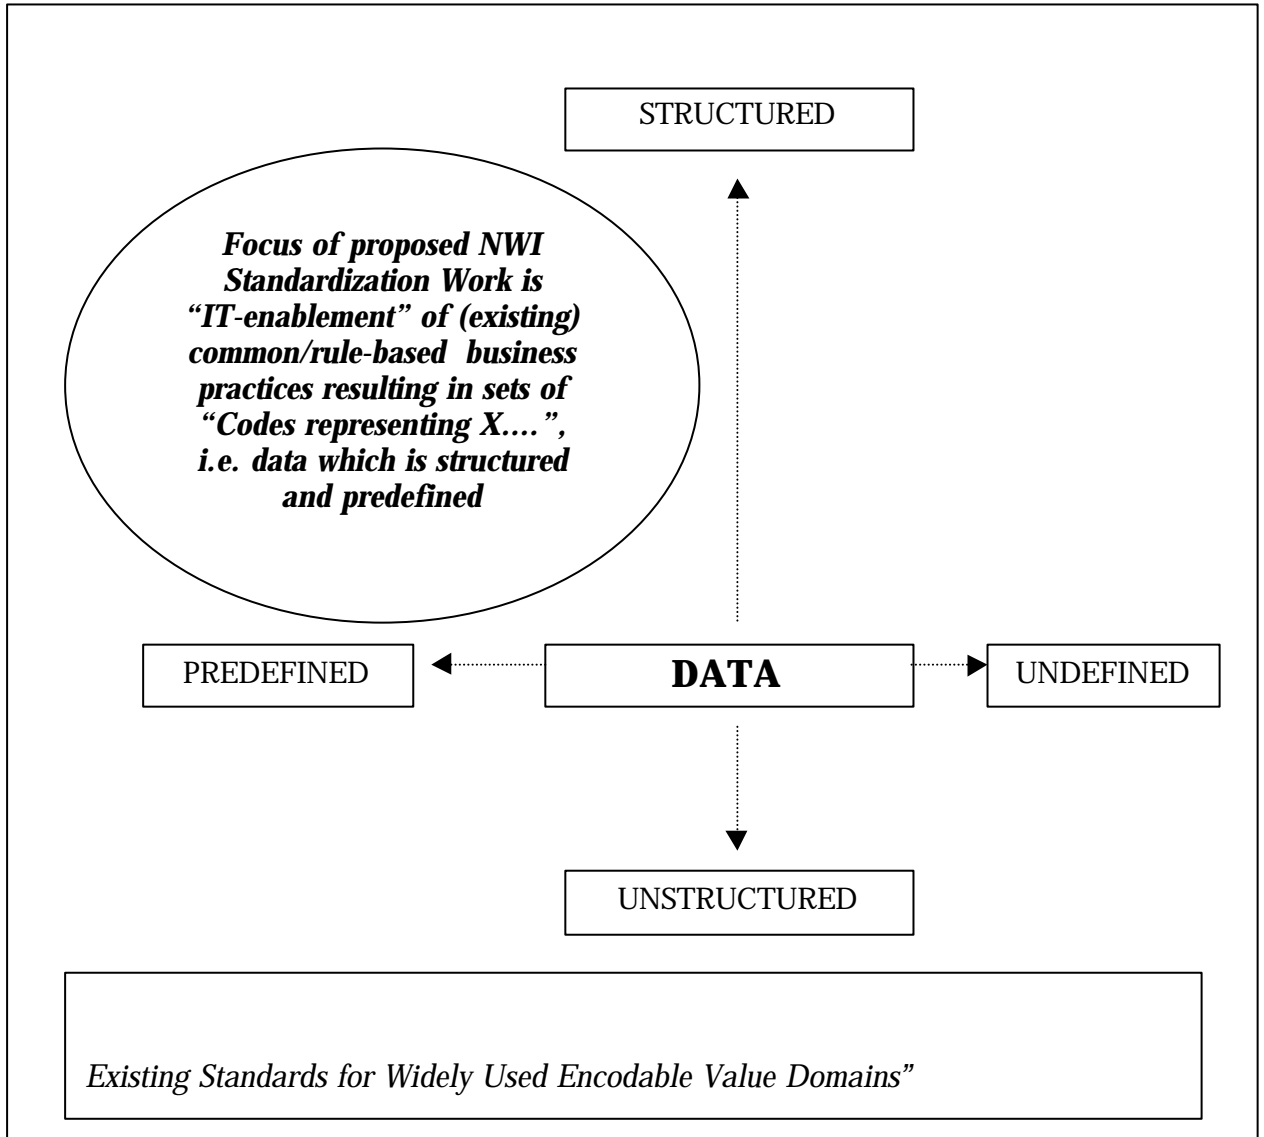 STRUCTURED
Focus of proposed NWI
Standardization Work is
“IT-enablement” of (existing)
common/rule-based business
practices resulting in sets of
“Codes representing X....”,
i.e. data which is structured
and predefined
PREDEFINED
DATA
UNDEFINED
UNSTRUCTURED
Existing Standards for Widely Used Encodable Value Domains”